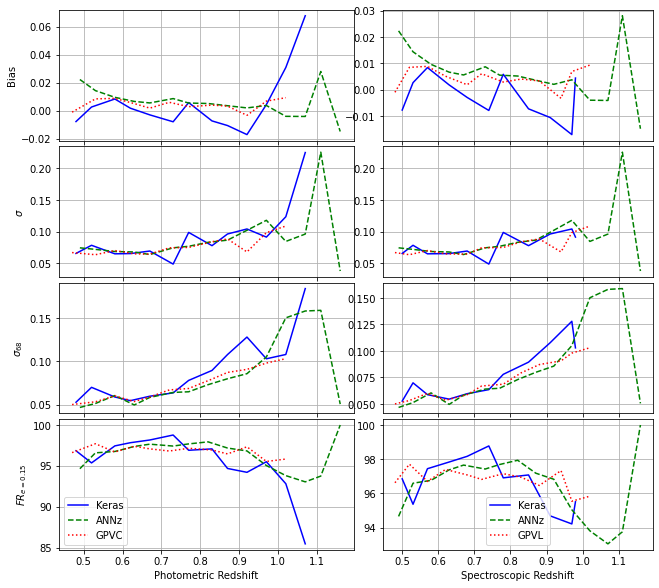 0.06
0.04
0.02
0.00
−0.02
Bias
0.03
0.02
0.01
0.00
−0.01
0.20
0.15
0.10
0.05
σ
0.20
0.15
0.10
0.05
0.15
0.10
0.05
σ68
0.150
0.125
0.100
0.075
0.050
100
95
90
85
FRe=0.15
Keras
ANNz
GPVC
0.5 0.6 0.7 0.8 0.9 1.0 1.1
Photometric Redshift
100
98
96
94
Keras
ANNz
GPVL
0.5 0.6 0.7 0.8 0.9 1.0 1.1
Spectroscopic Redshift